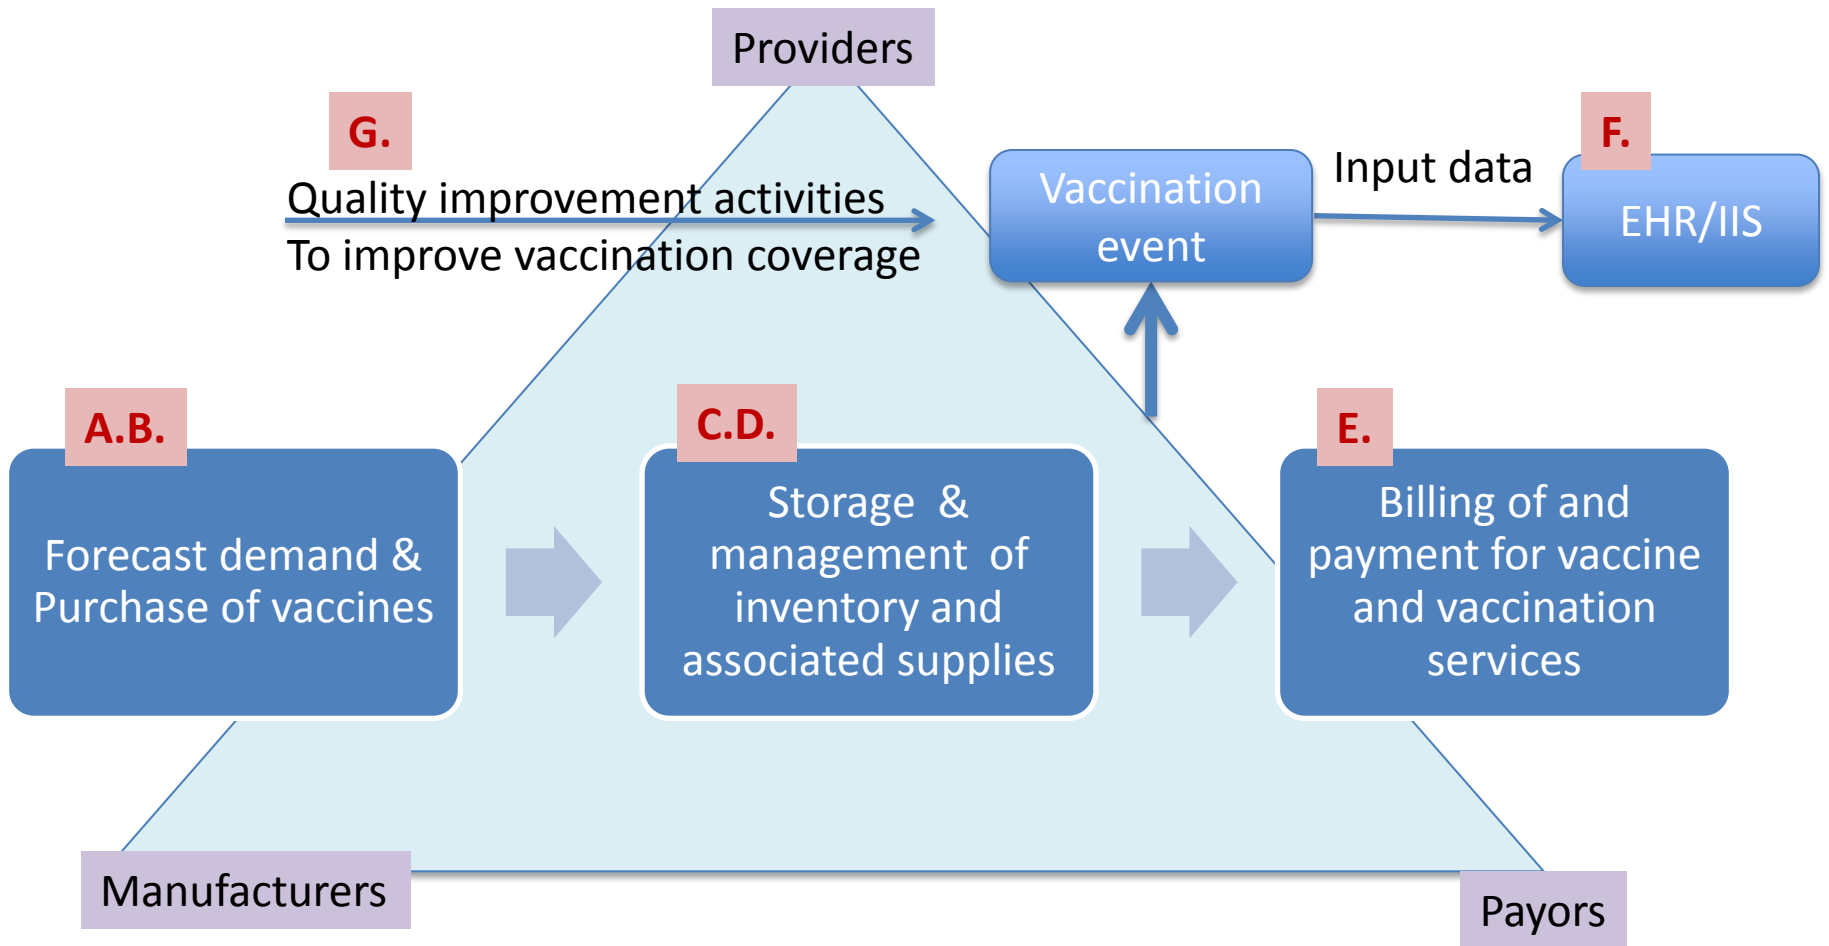 Providers
G.
Quality improvement activities
To improve vaccination coverage
Vaccination
event
Input data
F.
EHR/IIS
A.B.
Forecast demand &
Purchase of vaccines
C.D.
Storage &
management of
inventory and
associated supplies
E.
Billing of and
payment for vaccine
and vaccination
services
Manufacturers
Payors